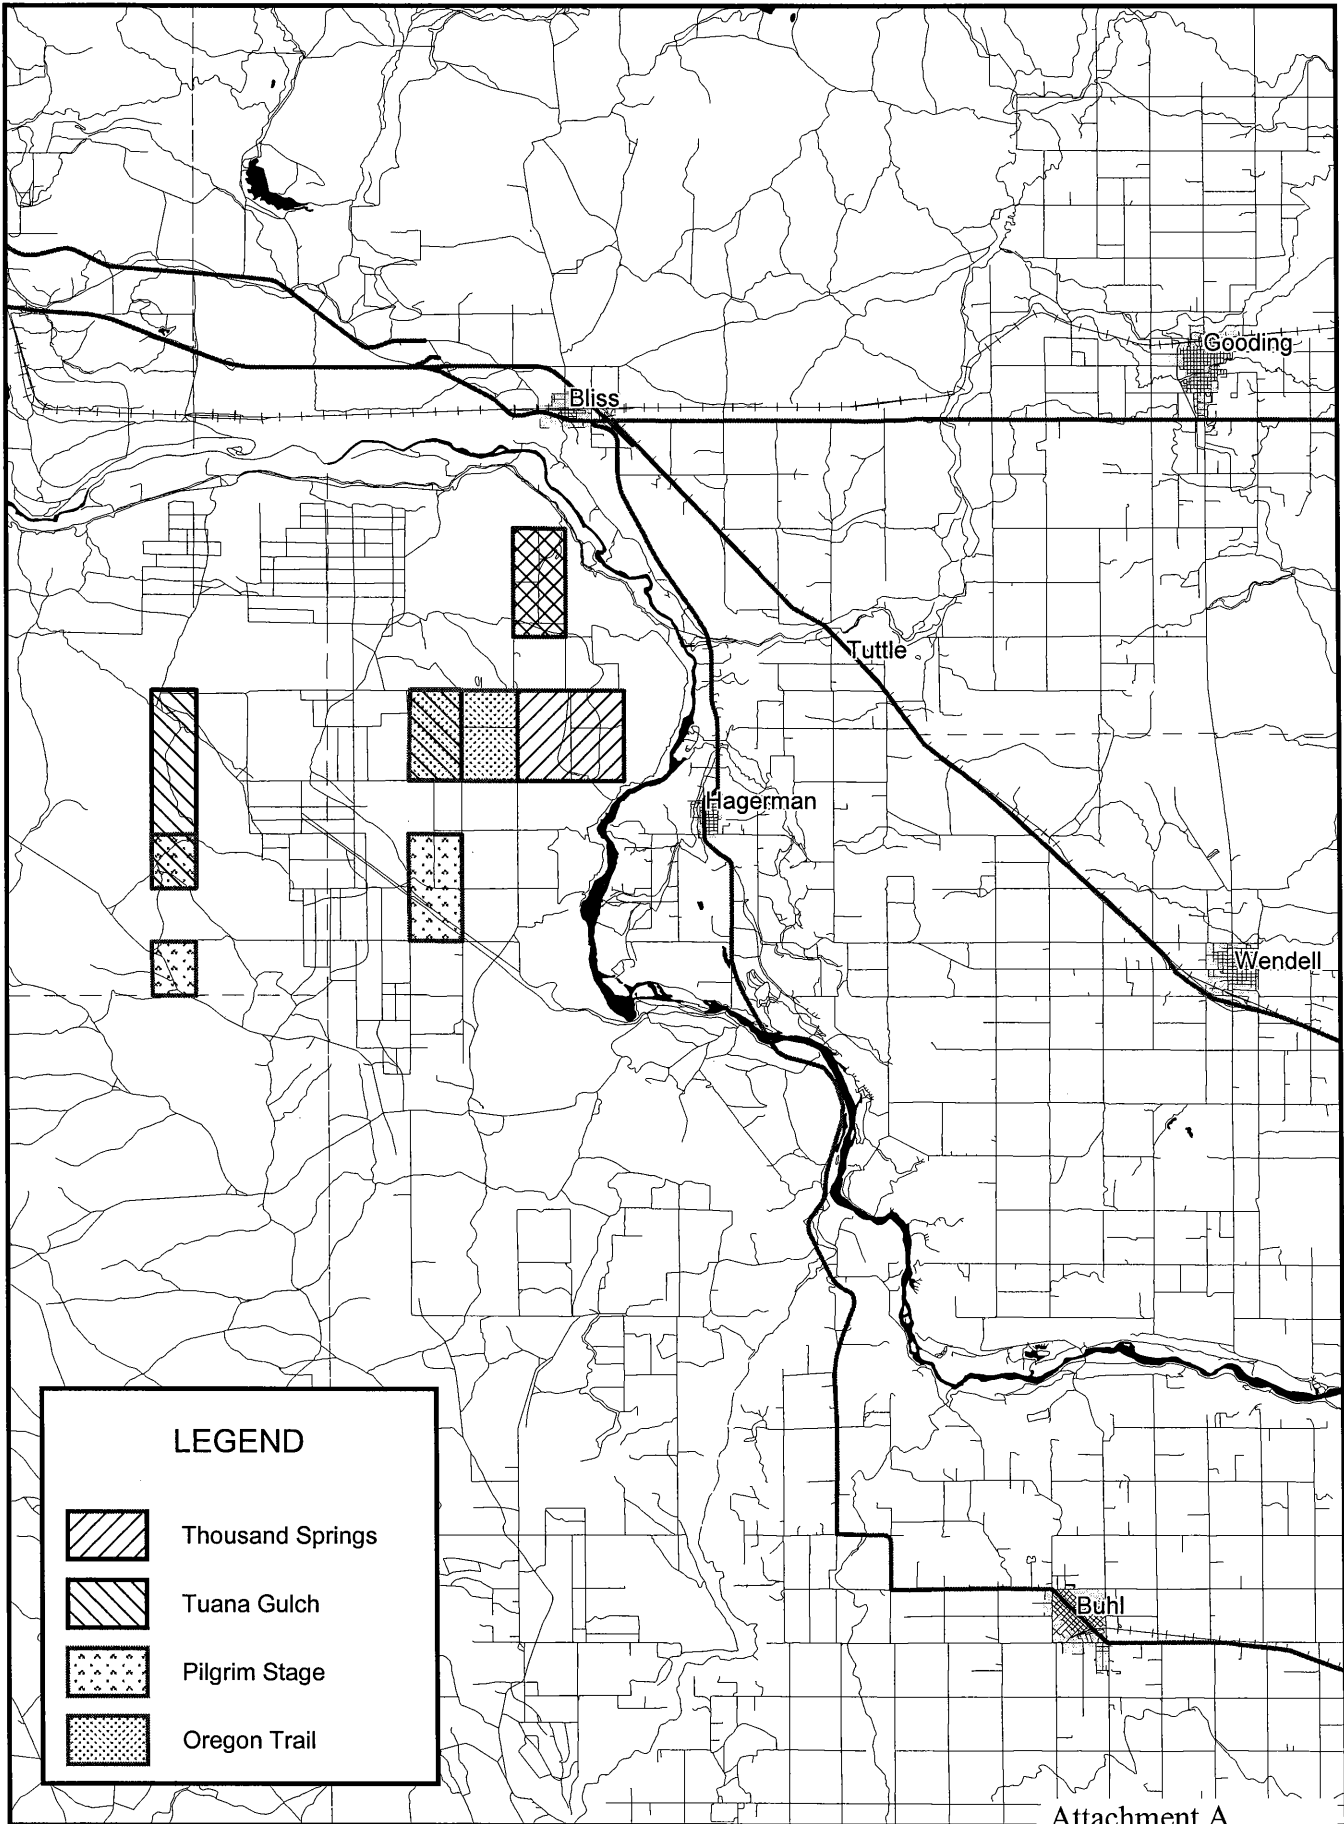 Gooding
Bliss
Tuttle
Hagerman
Wendell
LEGEND
Thousand Springs
Tuana Gulch
Pilgrim Stage
Oregon Trail
Buhl
Attachment A